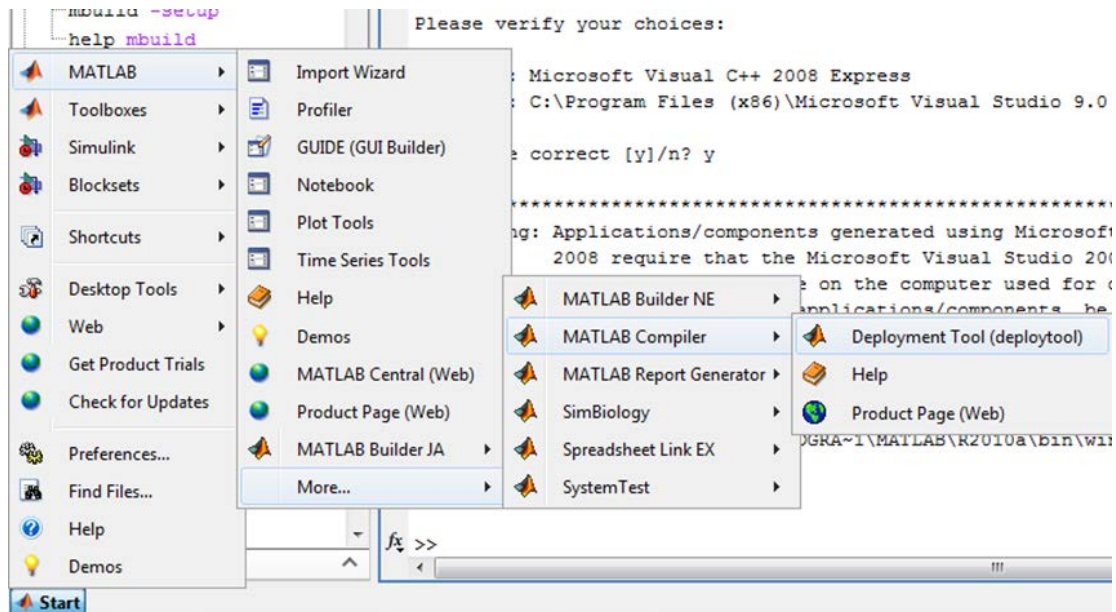 mbuild -setup
help mbuild
MATLAB
Toolboxes
Simulink
Blocksets
Shortcuts
Desktop Tools
Web
Get Product Trials
Check for Updates
Preferences...
Find Files...
Help
Demos
Start
Import Wizard
Profiler
GUIDE (GUI Builder)
Notebook
Plot Tools
Time Series Tools
Help
Demos
MATLAB Central (Web)
Product Page (Web)
MATLAB Builder JA
More...
MATLAB Builder NE
MATLAB Compiler
MATLAB Report Generator
SimBiology
Spreadsheet Link EX
SystemTest
Deployment Tool (deploytool)
Help
Product Page (Web)
Please verify your choices:
: Microsoft Visual C++ 2008 Express
: C:\Program Files (x86)\Microsoft Visual Studio 9.0
e correct [y]/n? y
ng: Applications/components generated using Microsoft
2008 require that the Microsoft Visual Studio 200
e on the computer used for
applications/components, be
OGRA~1\MATLAB\R2010a\bin\win
fx >>